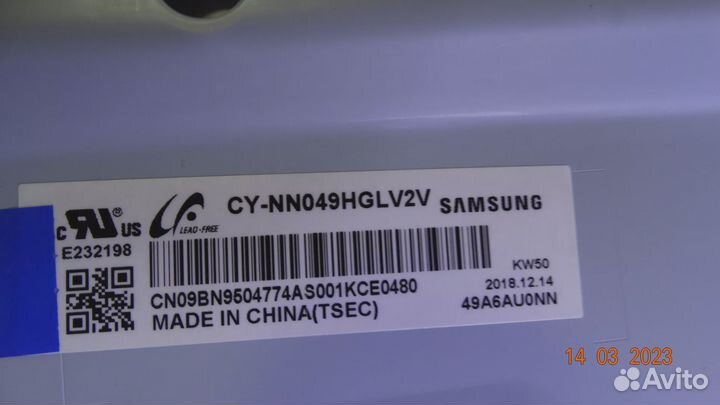 CY-NN049HGLV2V SAMSUNG
c RU ® US
LEAD-FREE
E232198
CN09BN9504774AS001KCE0480
MADE IN CHINA(TSEC)
KW50
2018.12.14
49A6AU0NN
14 03 2023
Avito